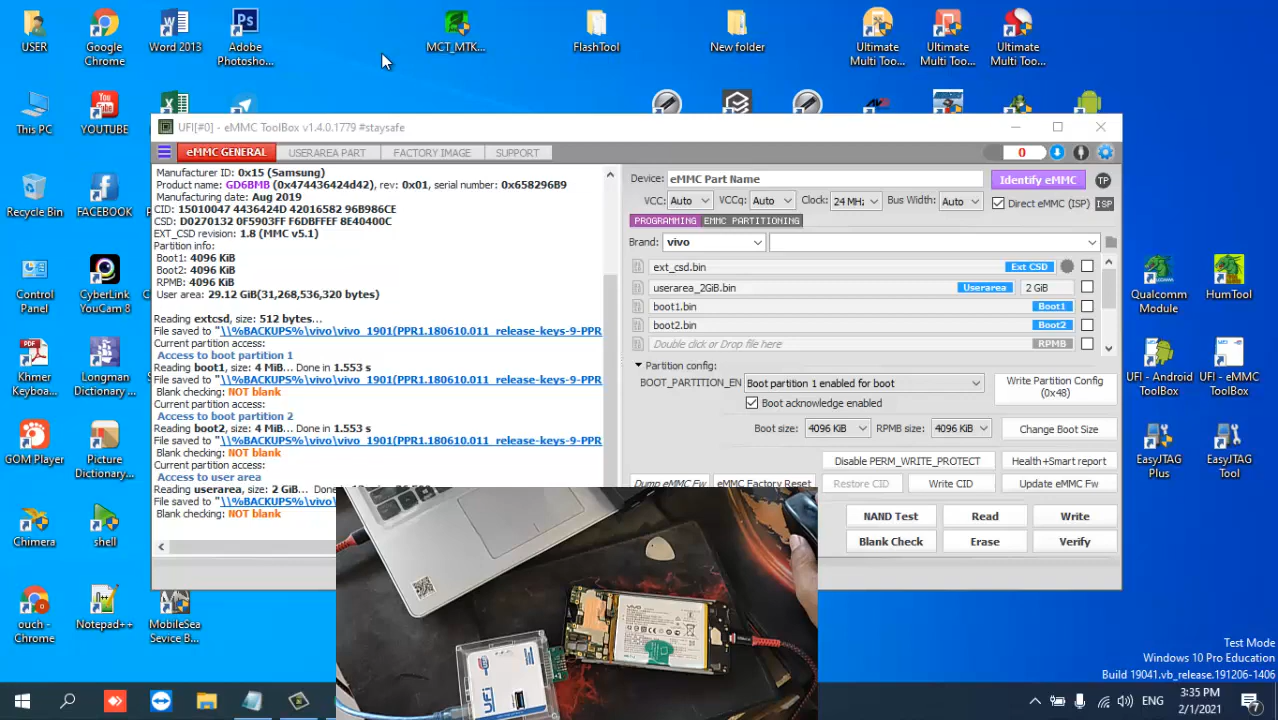 USER
Google
Chrome
Word 2013
Adobe
Photosho...
MCT_MTK...
FlashTool
New folder
Ultimate
Multi Too...
Ultimate
Multi Too...
Ultimate
Multi Too...
This PC
YOUTUBE
Recycle Bin
FACEBOOK
Control
Panel
CyberLink
YouCam 8
Khmer
Keyboa...
Longman
Dictionary ...
GOM Player
Picture
Dictionary...
Chimera
shell
ouch -
Chrome
Notepad++
MobileSea
Sevice B...
Qualcomm
Module
HumTool
UFI - Android
ToolBox
UFI - eMMC
ToolBox
EasyJTAG
Plus
EasyJTAG
Tool
UFI[#0] - eMMC ToolBox v1.4.0.1779 #staysafe
eMMC GENERAL
USERAREA PART
FACTORY IMAGE
SUPPORT
0
Manufacturer ID: 0x15 (Samsung)
Product name: GD6BMB (0x474436424d42), rev: 0x01, serial number: 0x658296B9
Manufacturing date: Aug 2019
CID: 15010047 4436424D 42016582 96B986CE
CSD: D0270132 0F5903FF F6DBFFEF 8E40400C
EXT_CSD revision: 1.8 (MMC v5.1)
Partition info:
Boot1: 4096 KiB
Boot2: 4096 KiB
RPMB: 4096 KiB
User area: 29.12 GiB(31,268,536,320 bytes)
Reading extcsd, size: 512 bytes...
File saved to "\\%BACKUPS%\vivo\vivo_1901(PPR1.180610.011_release-keys-9-PPR
Current partition access:
Access to boot partition 1
Reading boot1, size: 4 MiB... Done in 1.553 s
File saved to "\\%BACKUPS%\vivo\vivo_1901(PPR1.180610.011_release-keys-9-PPR
Blank checking: NOT blank
Current partition access:
Access to boot partition 2
Reading boot2, size: 4 MiB... Done in 1.553 s
File saved to "\\%BACKUPS%\vivo\vivo_1901(PPR1.180610.011_release-keys-9-PPR
Blank checking: NOT blank
Current partition access:
Access to user area
Reading userarea, size: 2 GiB... Done
File saved to "\\%BACKUPS%\vivo\
Blank checking: NOT blank
Device: eMMC Part Name
Identify eMMC
TP
VCC: Auto
VCCq: Auto
Clock: 24 MHz
Bus Width: Auto
Direct eMMC (ISP)
ISP
PROGRAMMING
EMMC PARTITIONING
Brand: vivo
ext_csd.bin Ext CSD
userarea_2GiB.bin Userarea 2 GiB
boot1.bin Boot1
boot2.bin Boot2
Double click or Drop file here RPMB
Partition config:
BOOT_PARTITION_EN Boot partition 1 enabled for boot
Write Partition Config
(0x48)
Boot acknowledge enabled
Boot size: 4096 KiB RPMB size: 4096 KiB Change Boot Size
Disable PERM_WRITE_PROTECT
Health+Smart report
Dump eMMC Fw
eMMC Factory Reset
Restore CID
Write CID
Update eMMC Fw
NAND Test
Read
Write
Blank Check
Erase
Verify
vivo
ufi
Test Mode
Windows 10 Pro Education
Build 19041.vb_release.191206-1406
ENG
3:35 PM
2/1/2021
7